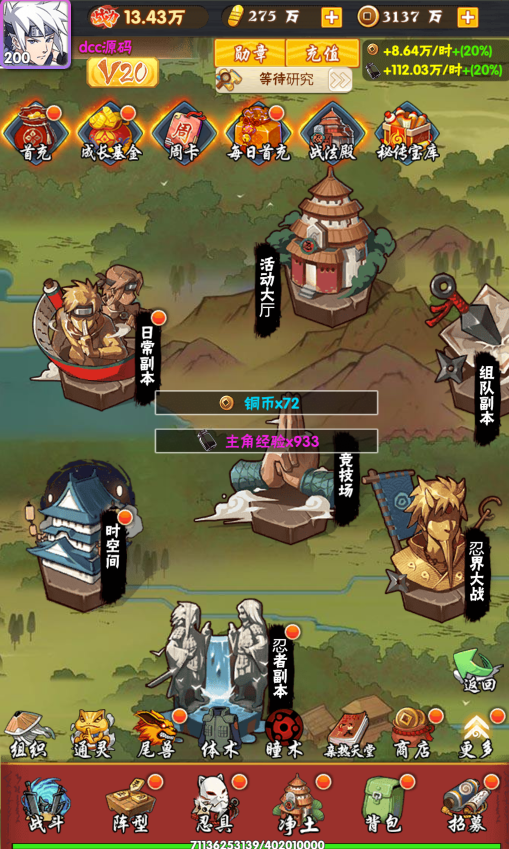 13.43万
275 万
3137 万
200
dcc源码
V20
勋章
充值
+8.64万/时+(20%)
+112.03万/时+(20%)
等待研究
首充
成长基金
周
周卡
每日首充
战法殿
秘传宝库
活动大厅
日常副本
组队副本
铜币x72
主角经验x933
竞技场
时空间
忍界大战
忍者副本
返回
组织
通灵
尾兽
体术
瞳术
亲热天堂
商店
更多
战斗
阵型
忍具
净土
背包
招募
71136253139/402010000